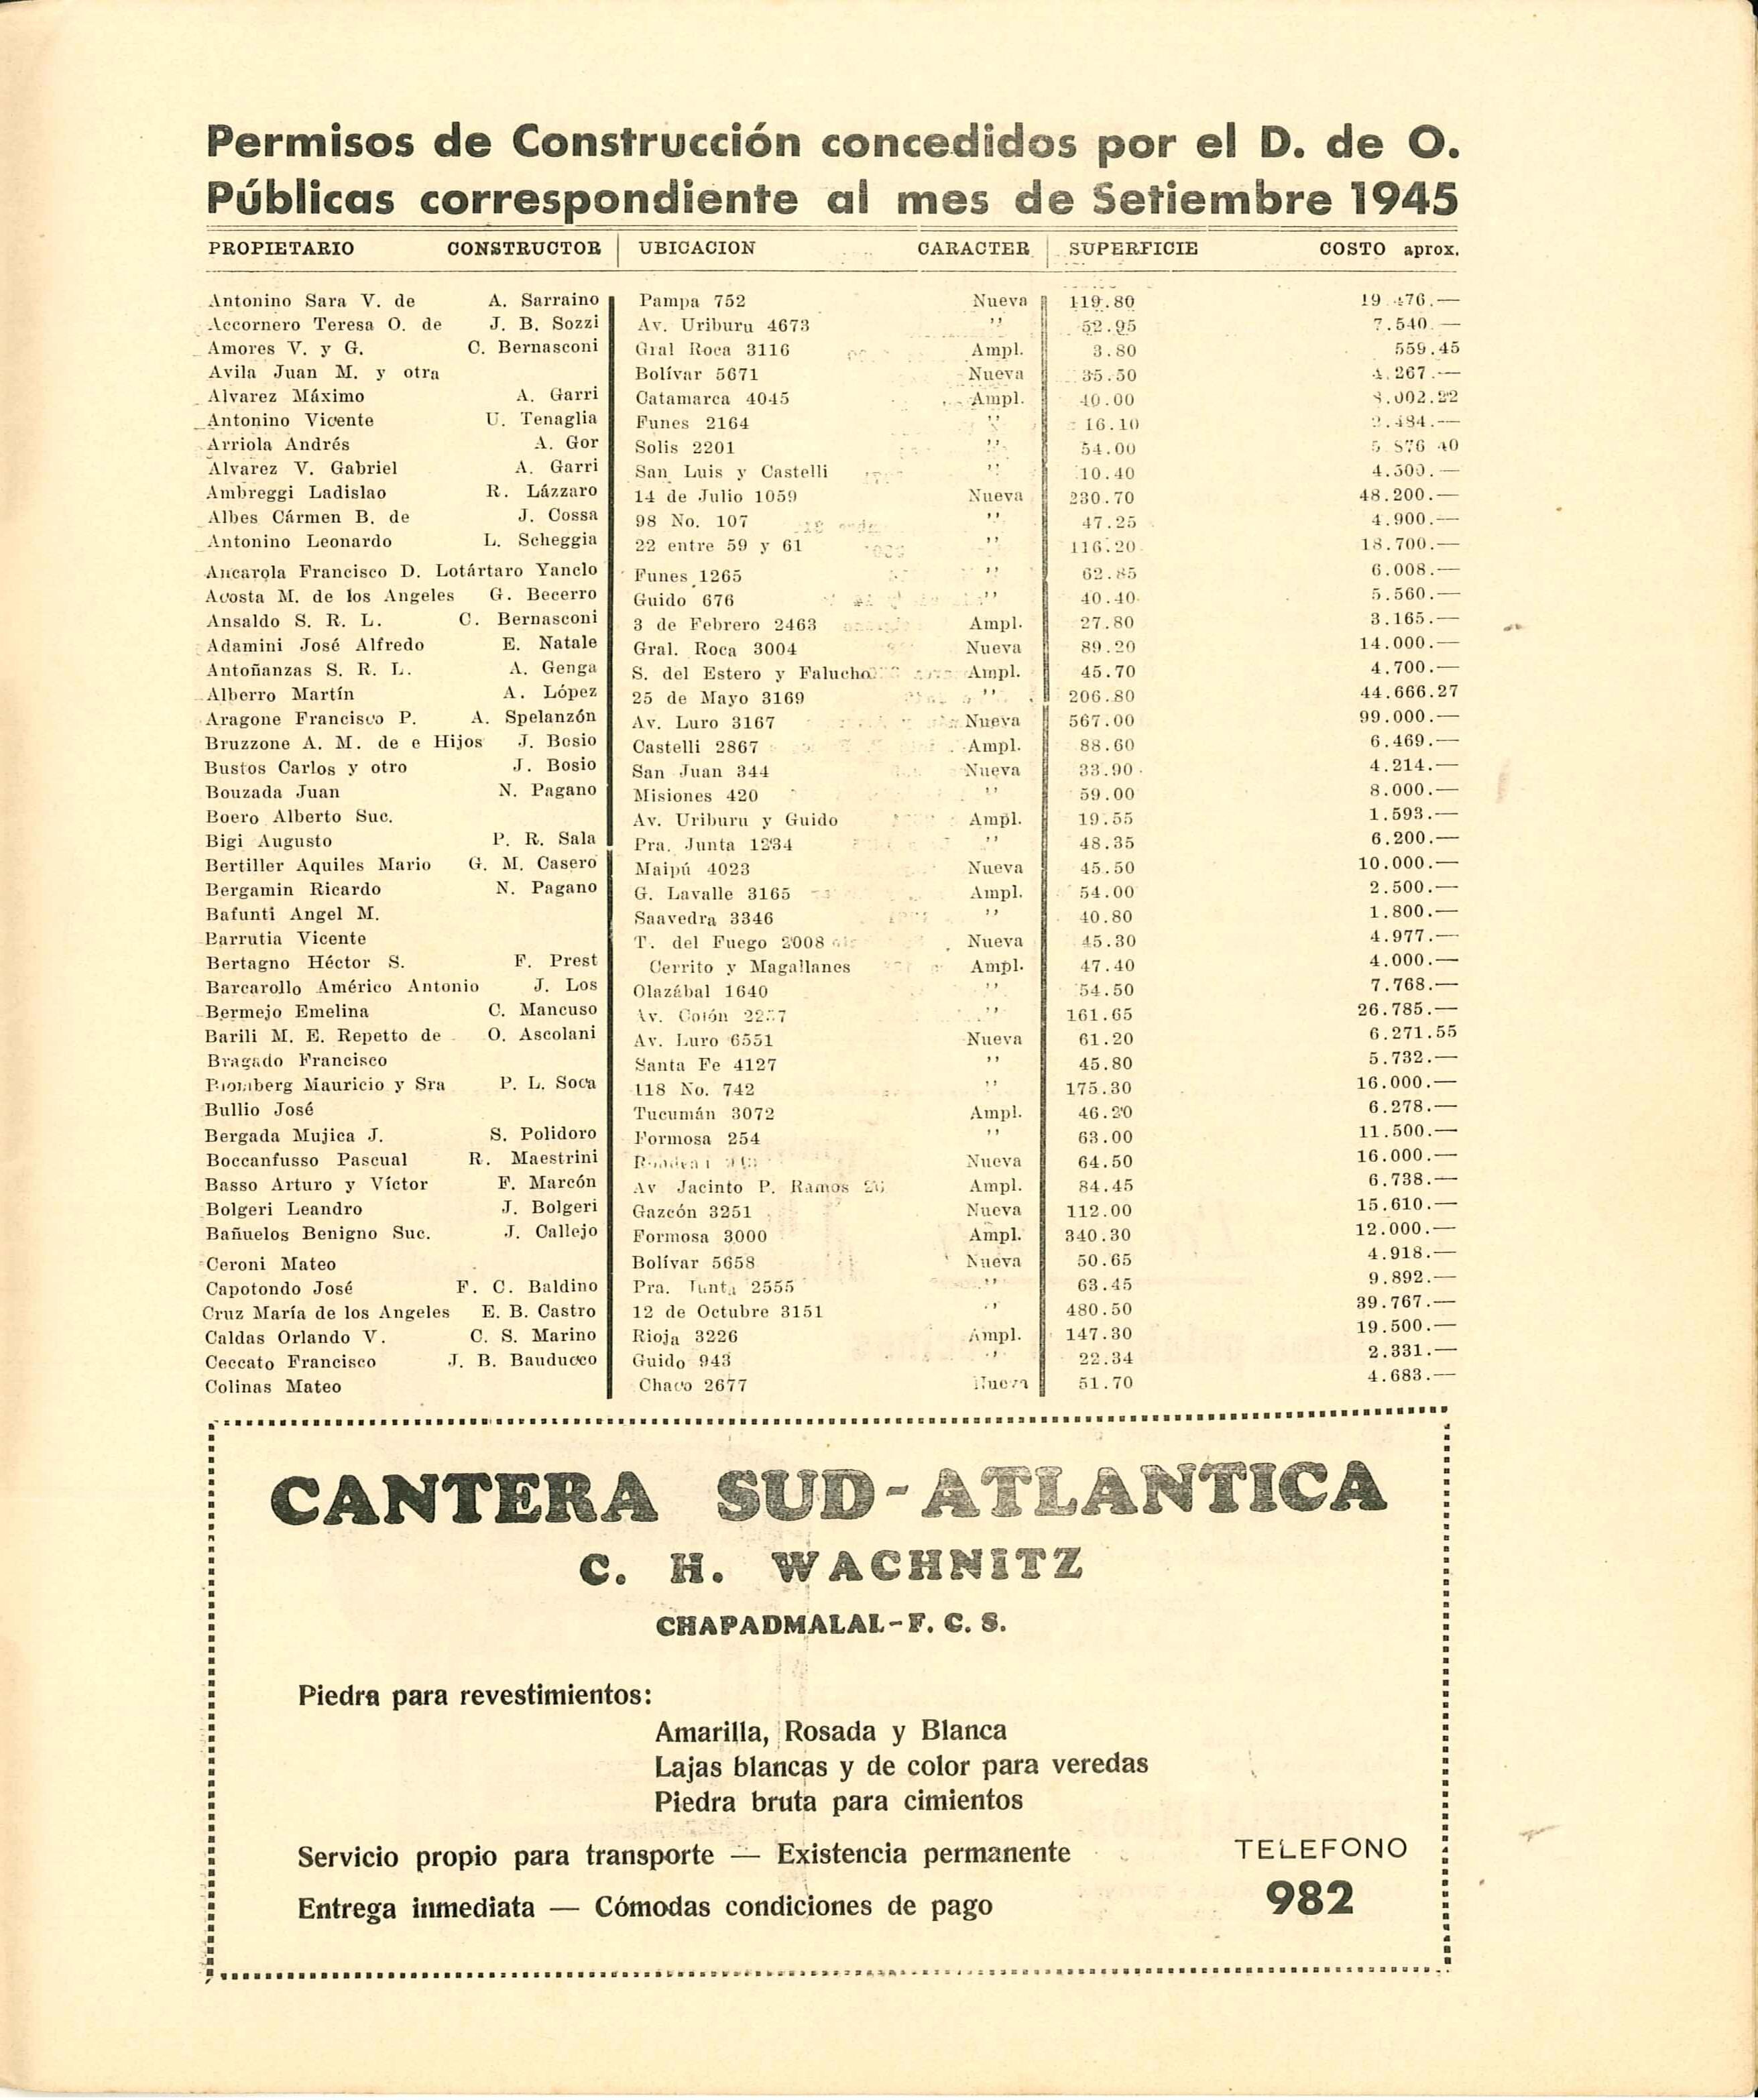 Permisos de Construcción concedidos por el D. de O.
Públicas correspondiente al mes de Setiembre 1945
PROPIETARIO CONSTRUCTOR UBICACION CARACTER SUPERFICIE COSTO aprox.
Antonino Sara V. de A. Sarraino Pampa 752 Nueva 119.80 19.476.—
Accornero Teresa O. de J. B. Sozzi Av. Uriburu 4673 ,, 52.95 7.540.—
Amores V. y G. C. Bernasconi Gral Roca 3116 Ampl. 3.80 559.45
Avila Juan M. y otra Bolívar 5671 Nueva 35.50 4.267.—
Alvarez Máximo A. Garri Catamarca 4045 Ampl. 40.00
Antonino Vicente U. Tenaglia Funes 2164 ,, 16.10
Arriola Andrés A. Gor Solis 2201 ,, 54.00 5 876 40
Alvarez V. Gabriel A. Garri San Luis y Castelli ,, 10.40 4.500.—
Ambreggi Ladislao R. Lázzaro 14 de Julio 1059 Nueva 230.70 48.200.—
Albes Cármen B. de J. Cossa 98 No. 107 ,, 47.25 4.900.—
Antonino Leonardo L. Scheggia 22 entre 59 y 61 ,, 116.20 18.700.—
Ancarola Francisco D. Lotártaro Yanclo Funes 1265 ,, 62.85 6.008.—
Acosta M. de los Angeles G. Becerro Guido 676 ,, 40.40 5.560.—
Ansaldo S. R. L. C. Bernasconi 3 de Febrero 2463 Ampl. 27.80 3.165.—
Adamini José Alfredo E. Natale Gral. Roca 3004 Nueva 89.20 14.000.—
Antoñanzas S. R. L. A. Genga S. del Estero y Falucho Ampl. 45.70 4.700.—
Alberro Martín A. López 25 de Mayo 3169 ,, 206.80 44.666.27
Aragone Francisco P. A. Spelanzón Av. Luro 3167 Nueva 567.00 99.000.—
Bruzzone A. M. de e Hijos J. Bosio Castelli 2867 Ampl. 88.60 6.469.—
Bustos Carlos y otro J. Bosio San Juan 344 Nueva 33.90 4.214.—
Bouzada Juan N. Pagano Misiones 420 ,, 59.00 8.000.—
Boero Alberto Suc. Av. Uriburu y Guido Ampl. 19.55 1.593.—
Bigi Augusto P. R. Sala Pra. Junta 1234 ,, 48.35 6.200.—
Bertiller Aquiles Mario G. M. Casero Maipú 4023 Nueva 45.50 10.000.—
Bergamin Ricardo N. Pagano G. Lavalle 3165 Ampl. 54.00 2.500.—
Bafunti Angel M. Saavedra 3346 ,, 40.80 1.800.—
Barrutia Vicente T. del Fuego 2008 Nueva 45.30 4.977.—
Bertagno Héctor S. F. Prest Cerrito y Magallanes Ampl. 47.40 4.000.—
Barcarollo Américo Antonio J. Los Olazábal 1640 ,, 54.50 7.768.—
Bermejo Emelina C. Mancuso Av. Colón ,, 161.65 26.785.—
Barili M. E. Repetto de O. Ascolani Av. Luro 6551 Nueva 61.20 6.271.55
Bragado Francisco Santa Fe 4127 ,, 45.80 5.732.—
Mauricio y Sra P. L. Soca 118 No. 742 ,, 175.30 16.000.—
Bullio José Tucumán 3072 Ampl. 46.20 6.278.—
Bergada Mujica J. S. Polidoro Formosa 254 ,, 63.00 11.500.—
Boccanfusso Pascual R. Maestrini Nueva 64.50 16.000.—
Basso Arturo y Víctor F. Marcón Av Jacinto P. Ramos Ampl. 84.45 6.738.—
Bolgeri Leandro J. Bolgeri Gazcón 3251 Nueva 112.00 15.610.—
Bañuelos Benigno Suc. J. Callejo Formosa 3000 Ampl. 340.30 12.000.—
Ceroni Mateo Bolívar 5658 Nueva 50.65 4.918.—
Capotondo José F. C. Baldino Pra. Junta 2555 ,, 63.45 9.892.—
Cruz María de los Angeles E. B. Castro 12 de Octubre 3151 ,, 480.50 39.767.—
Caldas Orlando V. C. S. Marino Rioja 3226 Ampl. 147.30 19.500.—
Ceccato Francisco J. B. Bauducco Guido 943 ,, 22.34 2.331.—
Colinas Mateo Chaco 2677 Nueva 51.70 4.683.—
CANTERA SUD-ATLANTICA
C. H. WACHNITZ
CHAPADMALAL-F. C. S.
Piedra para revestimientos:
Amarilla, Rosada y Blanca
Lajas blancas y de color para veredas
Piedra bruta para cimientos
Servicio propio para transporte — Existencia permanente
TELEFONO
Entrega inmediata — Cómodas condiciones de pago
982